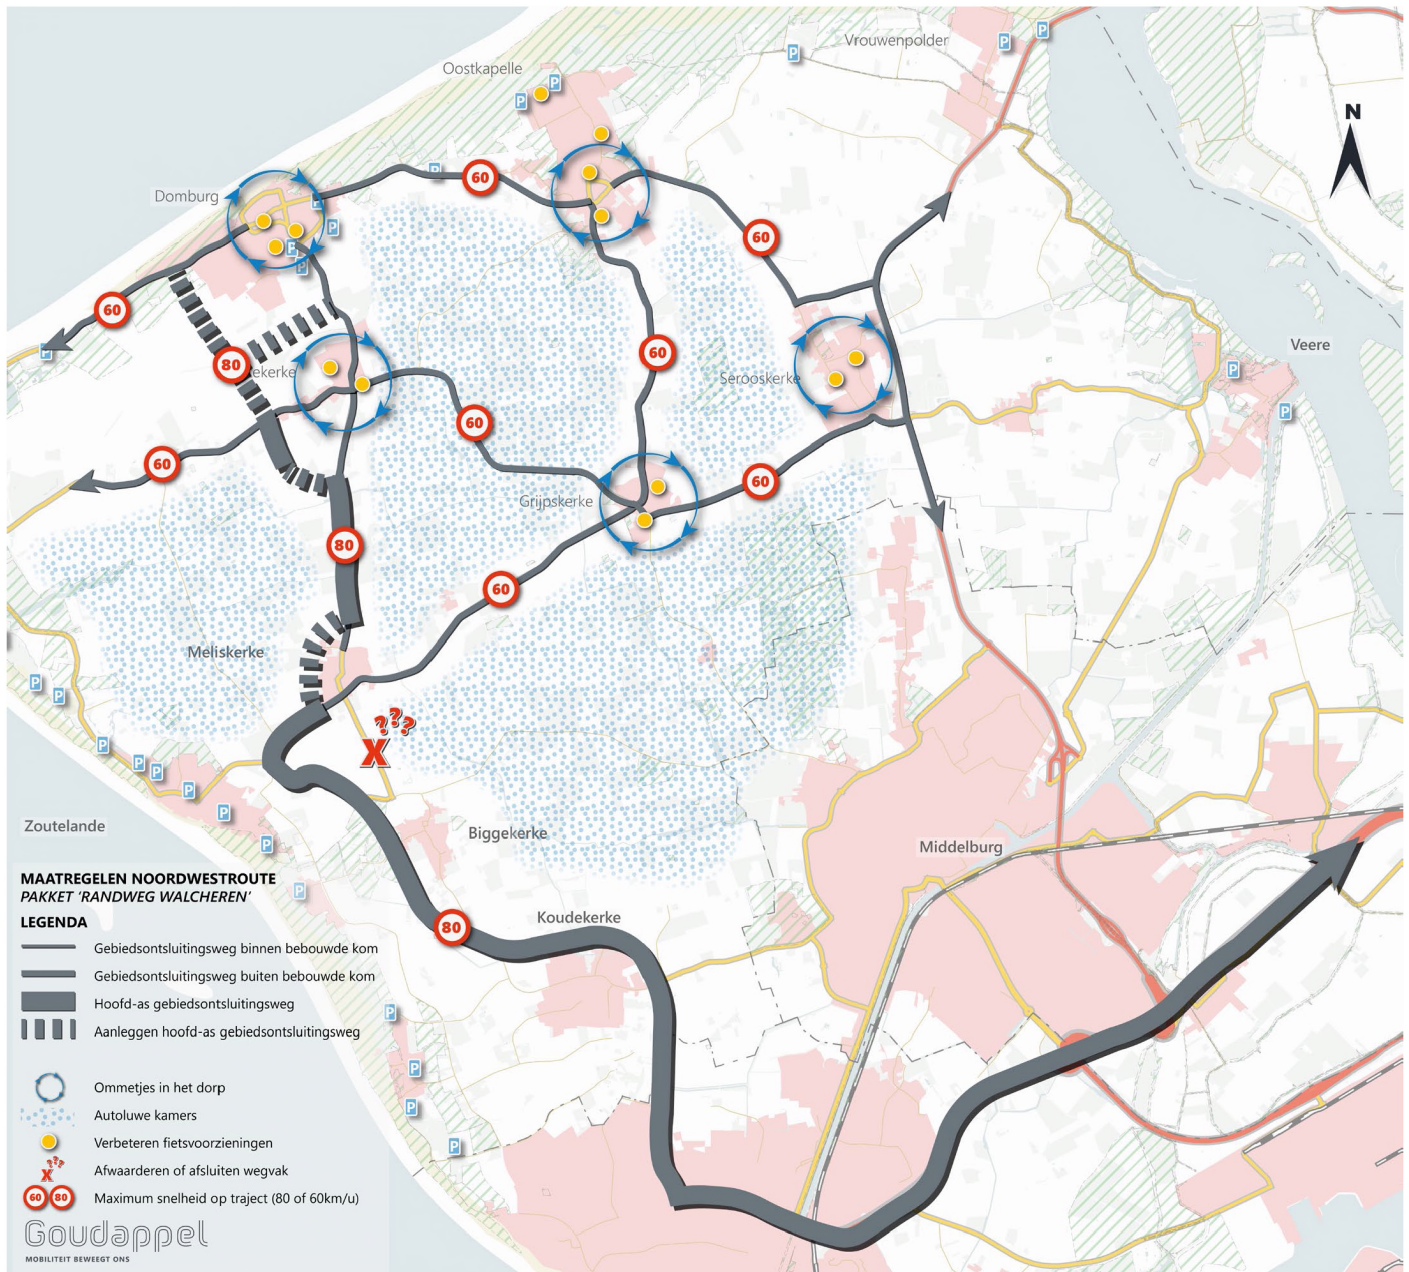 Vrouwenpolder
Oostkapelle
N
Domburg
60
60
60
Veere
60
80
ekerke
Serooskerke
60
60
60
Grijpskerke
80
60
Meliskerke
X???
Zoutelande
Biggekerke
Middelburg
Koudekerke
80
MAATREGELEN NOORDWESTROUTE
PAKKET 'RANDWEG WALCHEREN'
LEGENDA
Gebiedsontsluitingsweg binnen bebouwde kom
Gebiedsontsluitingsweg buiten bebouwde kom
Hoofd-as gebiedsontsluitingsweg
Aanleggen hoofd-as gebiedsontsluitingsweg
Ommetjes in het dorp
Autoluwe kamers
Verbeteren fietsvoorzieningen
X??? Afwaarderen of afsluiten wegvak
60 80 Maximum snelheid op traject (80 of 60km/u)
Goudappel
MOBILITEIT BEWEEGT ONS